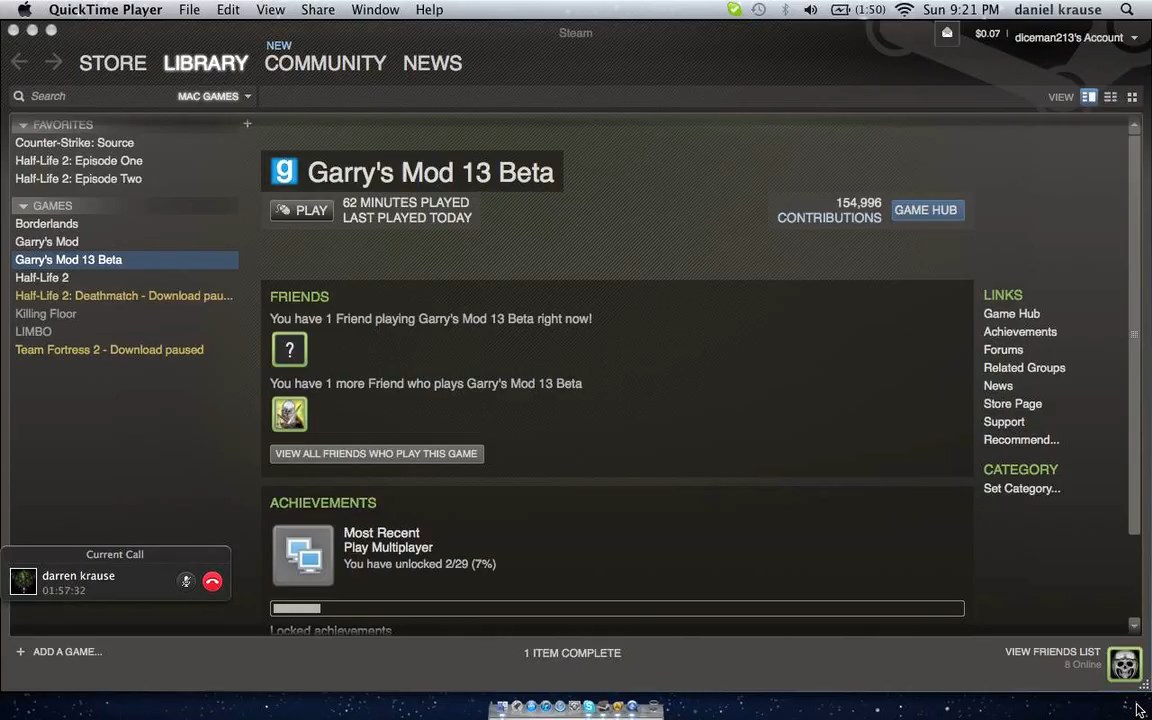 QuickTime Player File Edit View Share Window Help (1:50) Sun 9:21 PM daniel krause
Steam
$0.07 diceman213's Account
NEW
STORE LIBRARY COMMUNITY NEWS
Search MAC GAMES VIEW
FAVORITES +
Counter-Strike: Source
Half-Life 2: Episode One
Half-Life 2: Episode Two
GAMES
Borderlands
Garry's Mod
Garry's Mod 13 Beta
Half-Life 2
Half-Life 2: Deathmatch - Download pau...
Killing Floor
LIMBO
Team Fortress 2 - Download paused
g Garry's Mod 13 Beta
PLAY
62 MINUTES PLAYED
LAST PLAYED TODAY
154,996
CONTRIBUTIONS
GAME HUB
FRIENDS
You have 1 Friend playing Garry's Mod 13 Beta right now!
?
You have 1 more Friend who plays Garry's Mod 13 Beta
VIEW ALL FRIENDS WHO PLAY THIS GAME
ACHIEVEMENTS
Most Recent
Play Multiplayer
You have unlocked 2/29 (7%)
Locked achievements
LINKS
Game Hub
Achievements
Forums
Related Groups
News
Store Page
Support
Recommend...
CATEGORY
Set Category...
Current Call
darren krause
01:57:32
+ ADD A GAME...
1 ITEM COMPLETE
VIEW FRIENDS LIST
8 Online